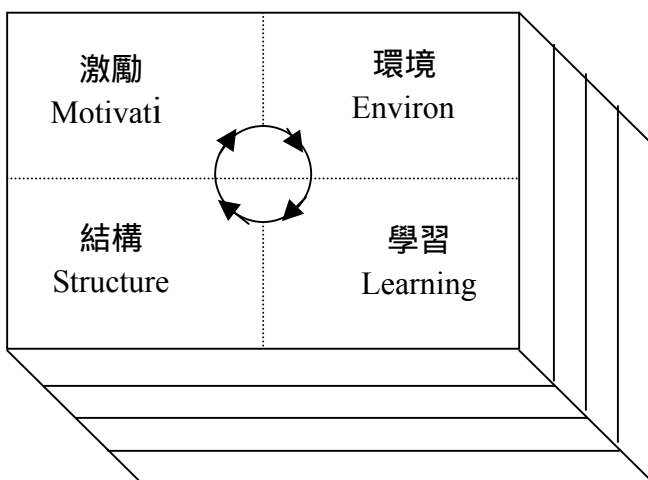 激勵
Motivati
環境
Environ
結構
Structure
學習
Learning